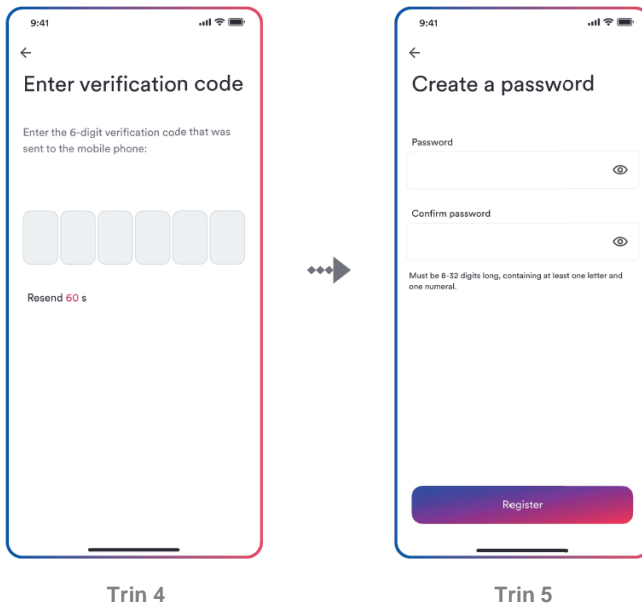 9:41
Enter verification code
Enter the 6-digit verification code that was
sent to the mobile phone:
Resend 60 s
Trin 4
9:41
Create a password
Password
Confirm password
Must be 8-32 digits long, containing at least one letter and
one numeral.
Register
Trin 5